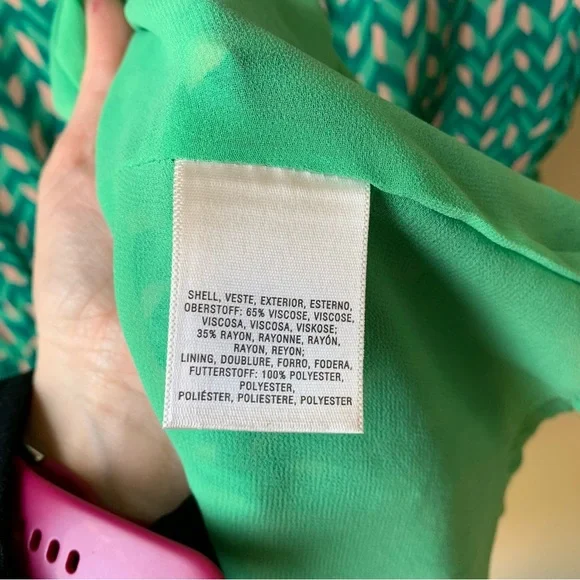 SHELL, VESTE, EXTERIOR, ESTERNO,
OBERSTOFF: 65% VISCOSE, VISCOSE,
VISCOSA, VISCOSA, VISKOSE;
35% RAYON, RAYONNE, RAYÓN,
RAYON, REYON;
LINING, DOUBLURE, FORRO, FODERA,
FUTTERSTOFF: 100% POLYESTER,
POLYESTER,
POLIÉSTER, POLIESTERE, POLYESTER